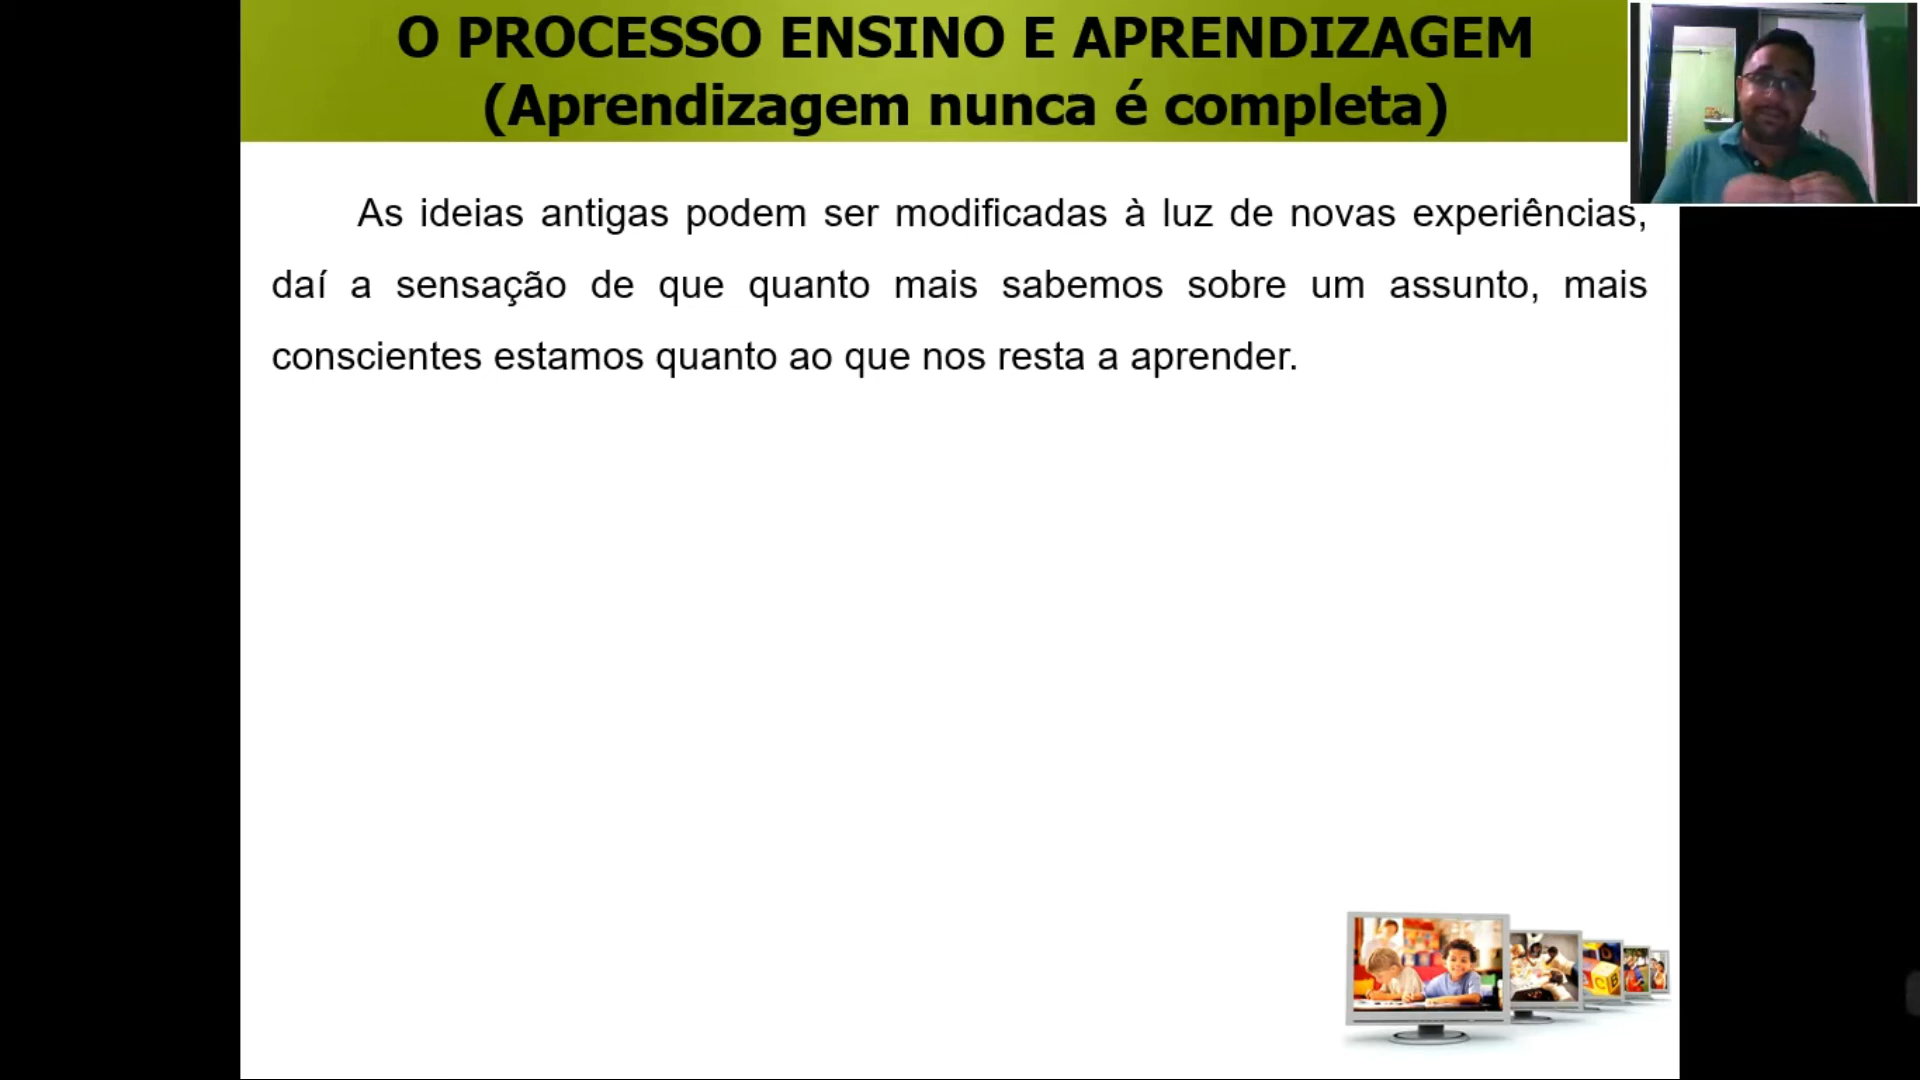 O PROCESSO ENSINO E APRENDIZAGEM
(Aprendizagem nunca é completa)
As ideias antigas podem ser modificadas à luz de novas experiências,
daí a sensação de que quanto mais sabemos sobre um assunto, mais
conscientes estamos quanto ao que nos resta a aprender.